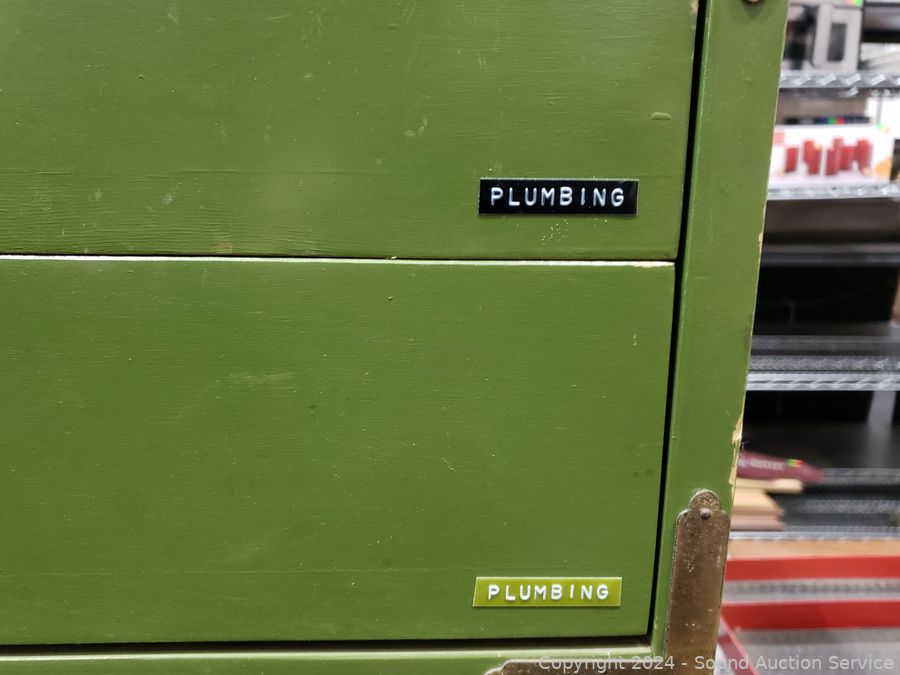 PLUMBING
PLUMBING
Copyright 2024 - Sound Auction Service